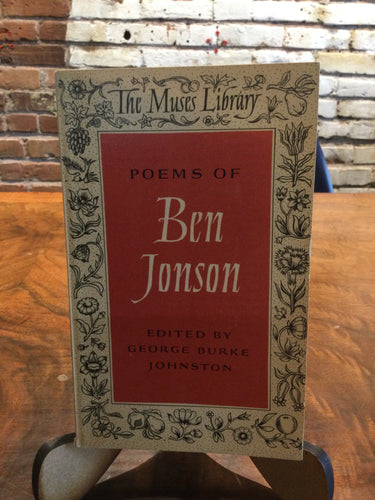 The Muses Library
POEMS OF
Ben
Jonson
EDITED BY
GEORGE BURKE
JOHNSTON